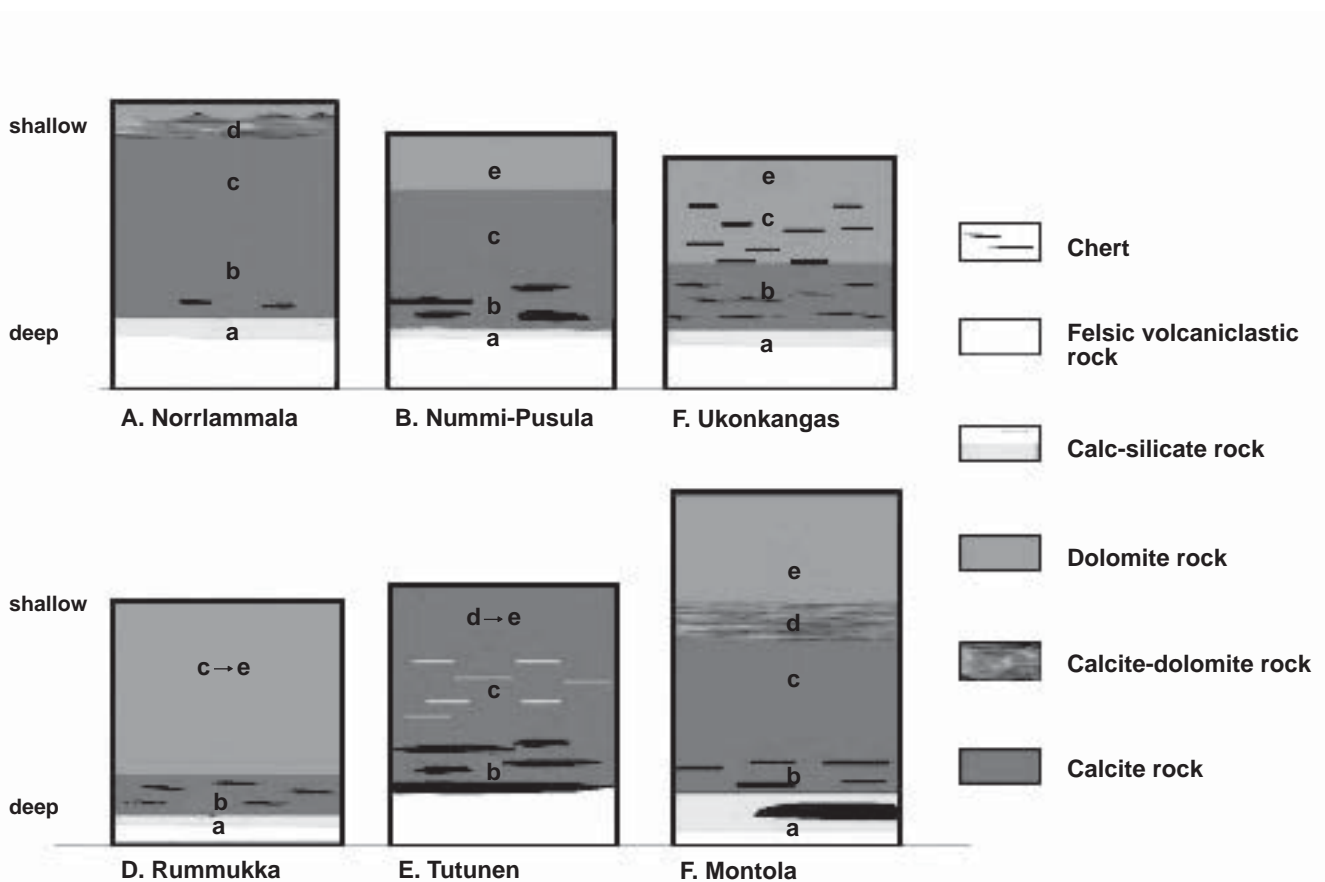 shallow
deep
d
c
b
a
A. Norrlammala
e
c
b
a
B. Nummi-Pusula
e
c
b
a
F. Ukonkangas
shallow
deep
c→e
b
a
D. Rummukka
d→e
c
b
E. Tutunen
e
d
c
b
a
F. Montola
Chert
Felsic volcaniclastic
rock
Calc-silicate rock
Dolomite rock
Calcite-dolomite rock
Calcite rock